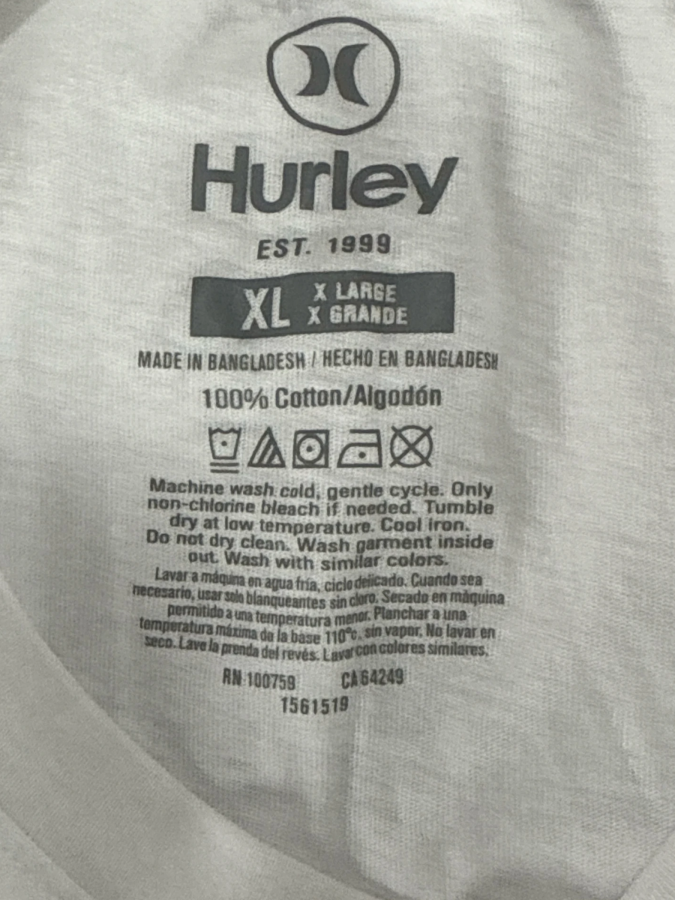 Hurley
EST. 1999
XL X LARGE
X GRANDE
MADE IN BANGLADESH / HECHO EN BANGLADESH
100% Cotton/Algodón
Machine wash cold, gentle cycle. Only
non-chlorine bleach if needed. Tumble
dry at low temperature. Cool iron.
Do not dry clean. Wash garment inside
out. Wash with similar colors.
Lavar a máquina en agua fría, ciclo delicado. Cuando sea
necesario, usar solo blanqueantes sin cloro. Secado en máquina
permitido a una temperatura menor. Planchar a una
temperatura máxima de la base 110°c, sin vapor, No lavar en
seco. Lave la prenda del revés. Lavar con colores similares.
RN 100759 CA 64249
1561519